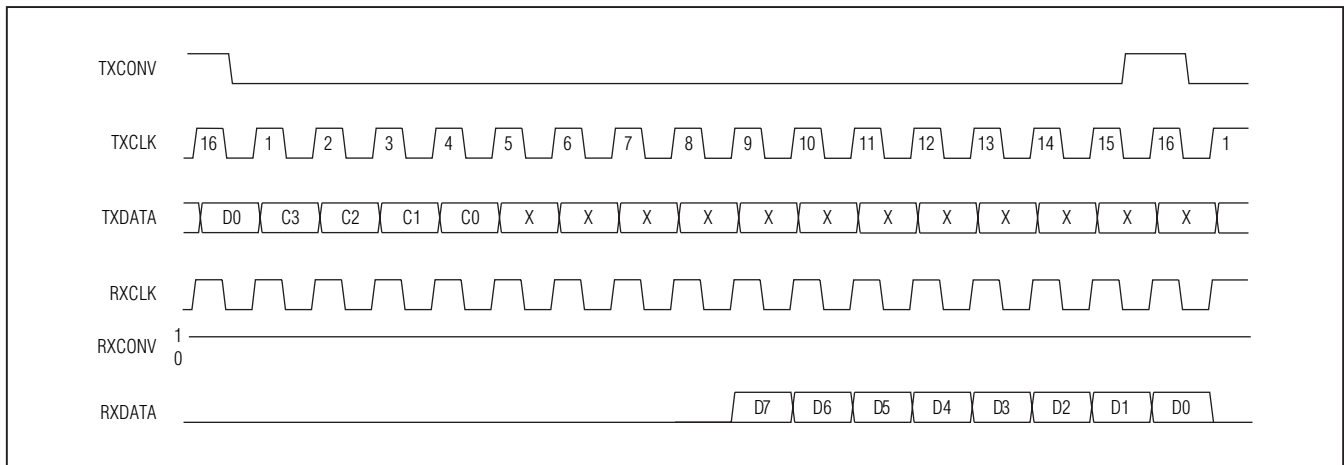 TXCONV
TXCLK 16 1 2 3 4 5 6 7 8 9 10 11 12 13 14 15 16 1
TXDATA D0 C3 C2 C1 C0 X X X X X X X X X X X X
RXCLK
RXCONV 1
0
RXDATA D7 D6 D5 D4 D3 D2 D1 D0